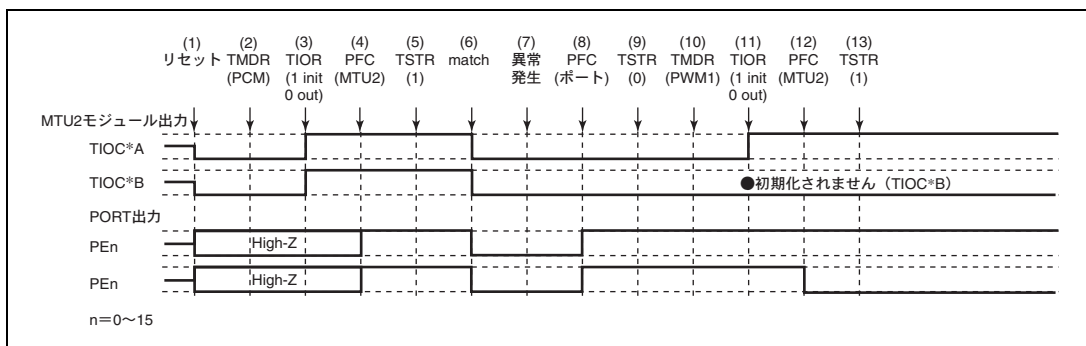 (1) (2) (3) (4) (5) (6) (7) (8) (9) (10) (11) (12) (13)
リセット TMDR TIOR PFC TSTR match 異常 PFC TSTR TMDR TIOR PFC TSTR
(PCM) (1 init (MTU2) (1) 発生 (ポート) (0) (PWM1) (1 init (MTU2) (1)
0 out) 0 out)
MTU2モジュール出力
TIOC*A
TIOC*B ●初期化されません（TIOC*B）
PORT出力
PEn High-Z
PEn High-Z
n＝0～15